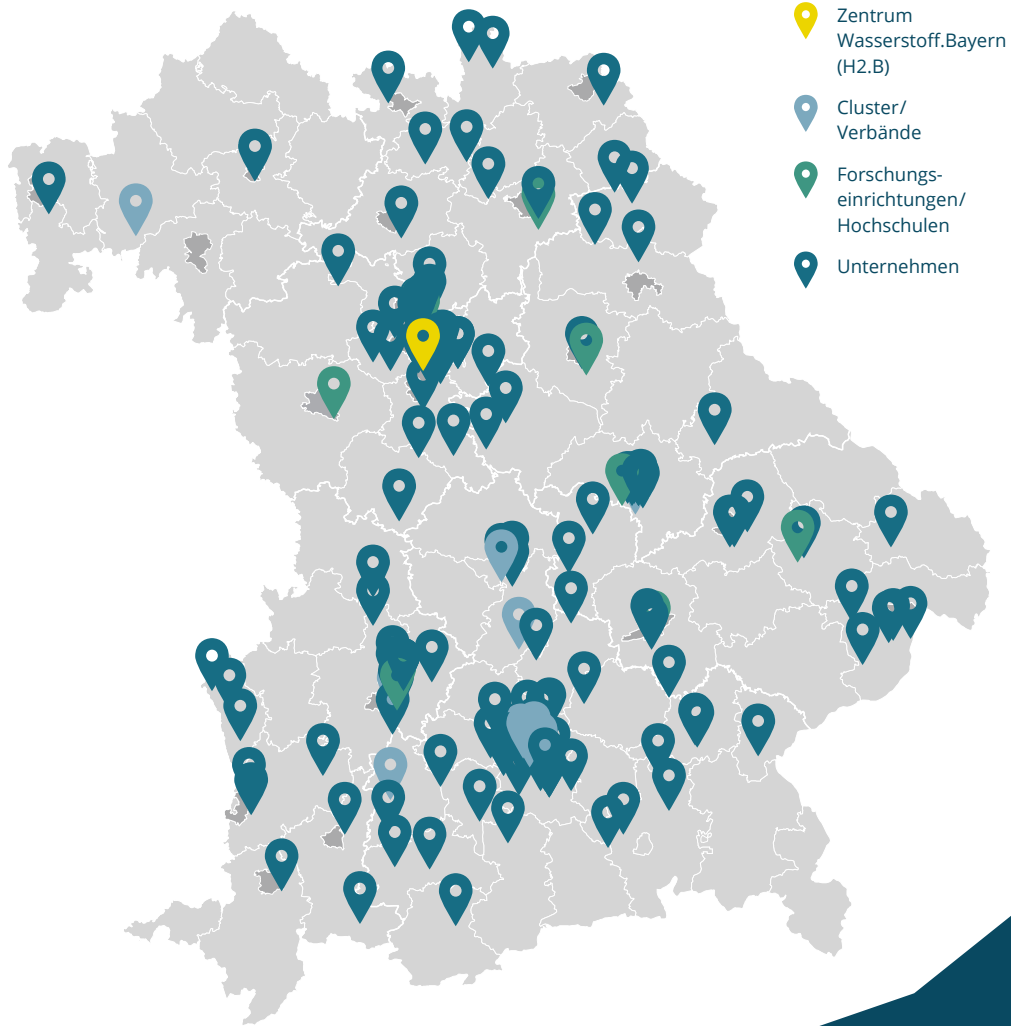 Zentrum
Wasserstoff.Bayern
(H2.B)
Cluster/
Verbände
Forschungs-
einrichtungen/
Hochschulen
Unternehmen